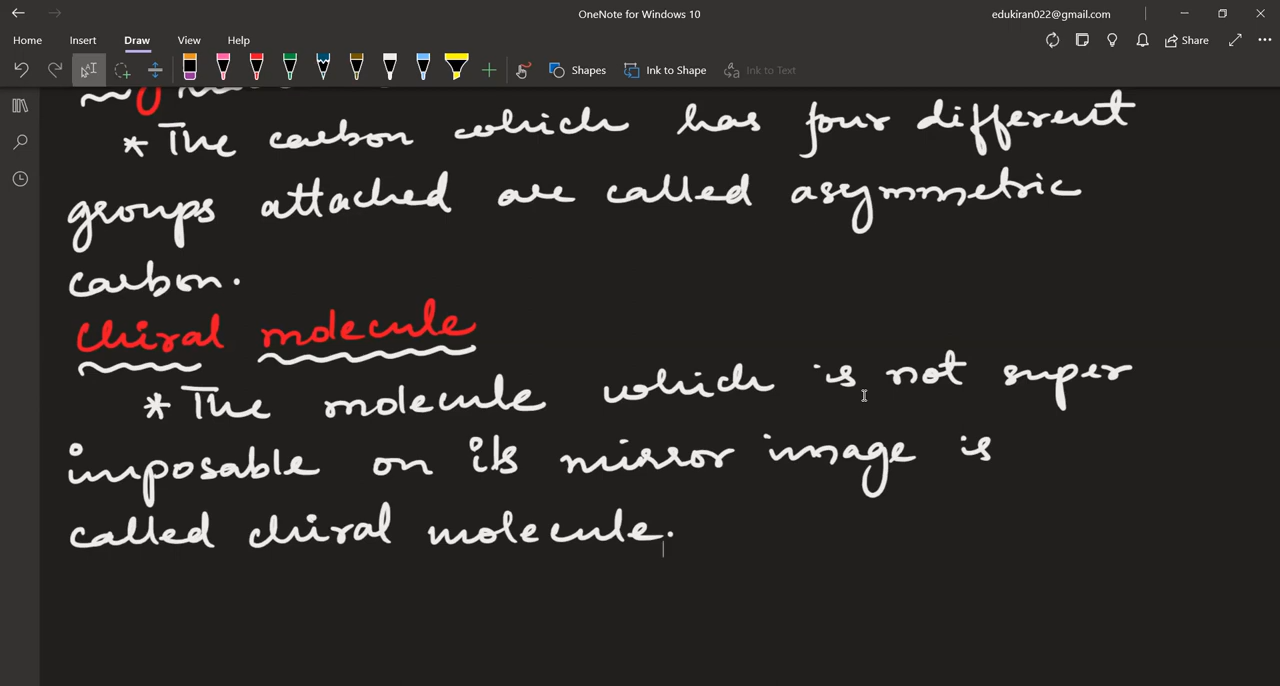 OneNote for Windows 10
edukiran022@gmail.com
Home Insert Draw View Help
Share
Shapes Ink to Shape Ink to Text
* The carbon which has four different
groups attached are called asymmetric
carbon.
Chiral molecule
* The molecule which is not super
imposable on its mirror image is
called chiral molecule.